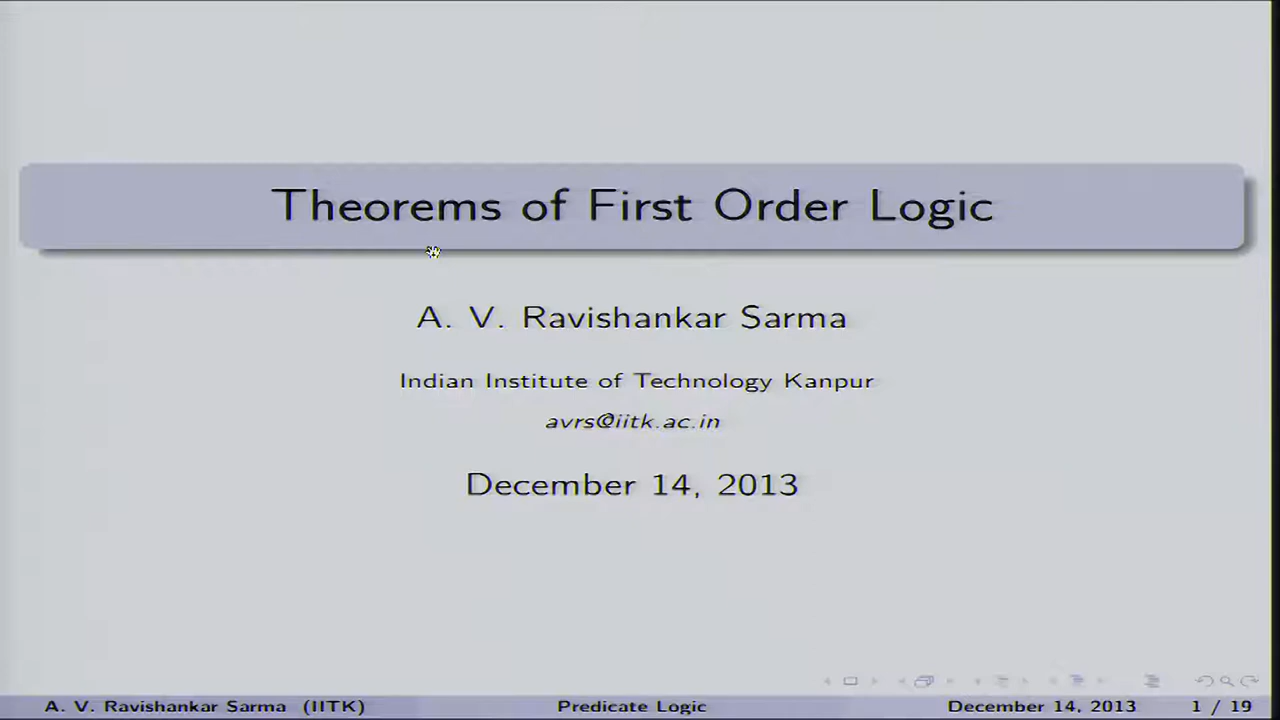 Theorems of First Order Logic
A. V. Ravishankar Sarma
Indian Institute of Technology Kanpur
avrs@iitk.ac.in
December 14, 2013
A. V. Ravishankar Sarma (IITK) Predicate Logic December 14, 2013 1 / 19